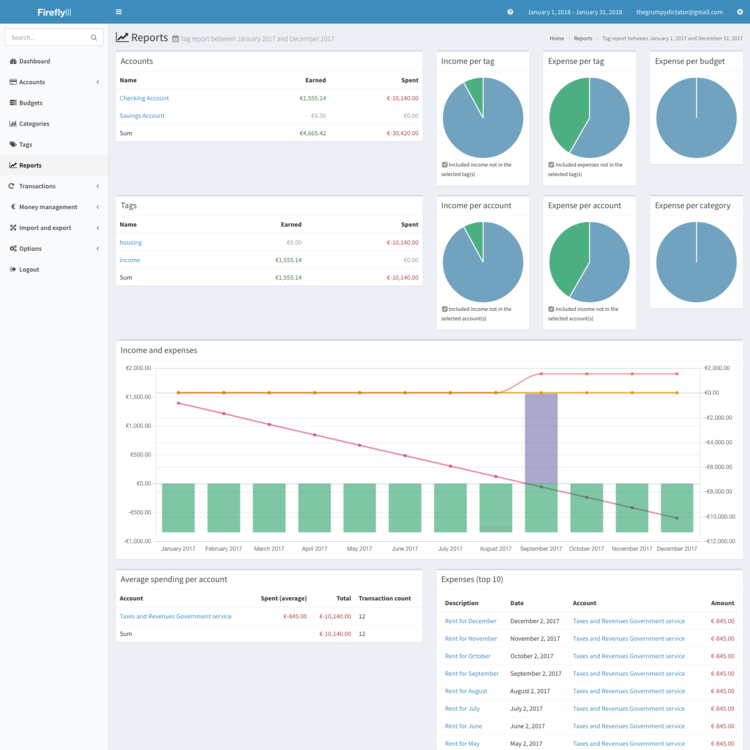 FireflyIII
January 1, 2018 - January 31, 2018
thegrumpydictator@gmail.com
Search...
Dashboard
Accounts
Budgets
Categories
Tags
Reports
Transactions
€ Money management
Import and export
Options
Logout
Reports Tag report between January 2017 and December 2017
Home Reports Tag report between January 1, 2017 and December 31, 2017
Accounts
Name Earned Spent
Checking Account €1,555.14 €-10,140.00
Savings Account €0.00 €0.00
Sum €4,665.42 €-30,420.00
Income per tag
Included income not in the
selected tag(s)
Expense per tag
Included expenses not in the
selected tag(s)
Expense per budget
Tags
Name Earned Spent
housing €0.00 €-10,140.00
income €1,555.14 €0.00
Sum €1,555.14 €-10,140.00
Income per account
Included income not in the
selected account(s)
Expense per account
Included income not in the
selected account(s)
Expense per category
Income and expenses
€2,000.00
€1,500.00
€1,000.00
€500.00
€0.00
-€500.00
-€1,000.00
€2,000.00
€0.00
-€2,000.00
-€4,000.00
-€6,000.00
-€8,000.00
-€10,000.00
-€12,000.00
January 2017 February 2017 March 2017 April 2017 May 2017 June 2017 July 2017 August 2017 September 2017 October 2017 November 2017 December 2017
Average spending per account
Account Spent (average) Total Transaction count
Taxes and Revenues Government service €-845.00 €-10,140.00 12
Sum €-10,140.00 12
Expenses (top 10)
Description Date Account Amount
Rent for December December 2, 2017 Taxes and Revenues Government service €-845.00
Rent for November November 2, 2017 Taxes and Revenues Government service €-845.00
Rent for October October 2, 2017 Taxes and Revenues Government service €-845.00
Rent for September September 2, 2017 Taxes and Revenues Government service €-845.00
Rent for August August 2, 2017 Taxes and Revenues Government service €-845.00
Rent for July July 2, 2017 Taxes and Revenues Government service €-845.00
Rent for June June 2, 2017 Taxes and Revenues Government service €-845.00
Rent for May May 2, 2017 Taxes and Revenues Government service €-845.00